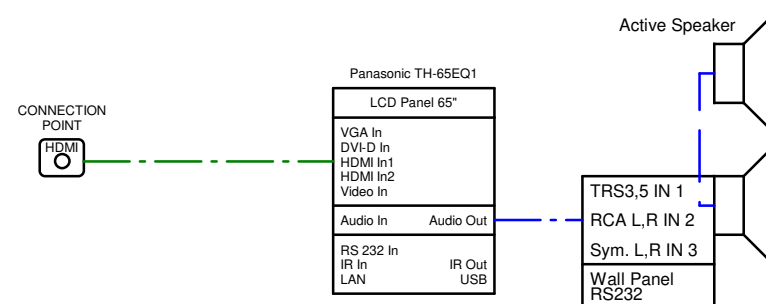 Active Speaker
Panasonic TH-65EQ1
LCD Panel 65"
CONNECTION
POINT
HDMI
VGA In
DVI-D In
HDMI In1
HDMI In2
Video In
Audio In Audio Out
RS 232 In
IR In IR Out
LAN USB
TRS3,5 IN 1
RCA L,R IN 2
Sym. L,R IN 3
Wall Panel
RS232